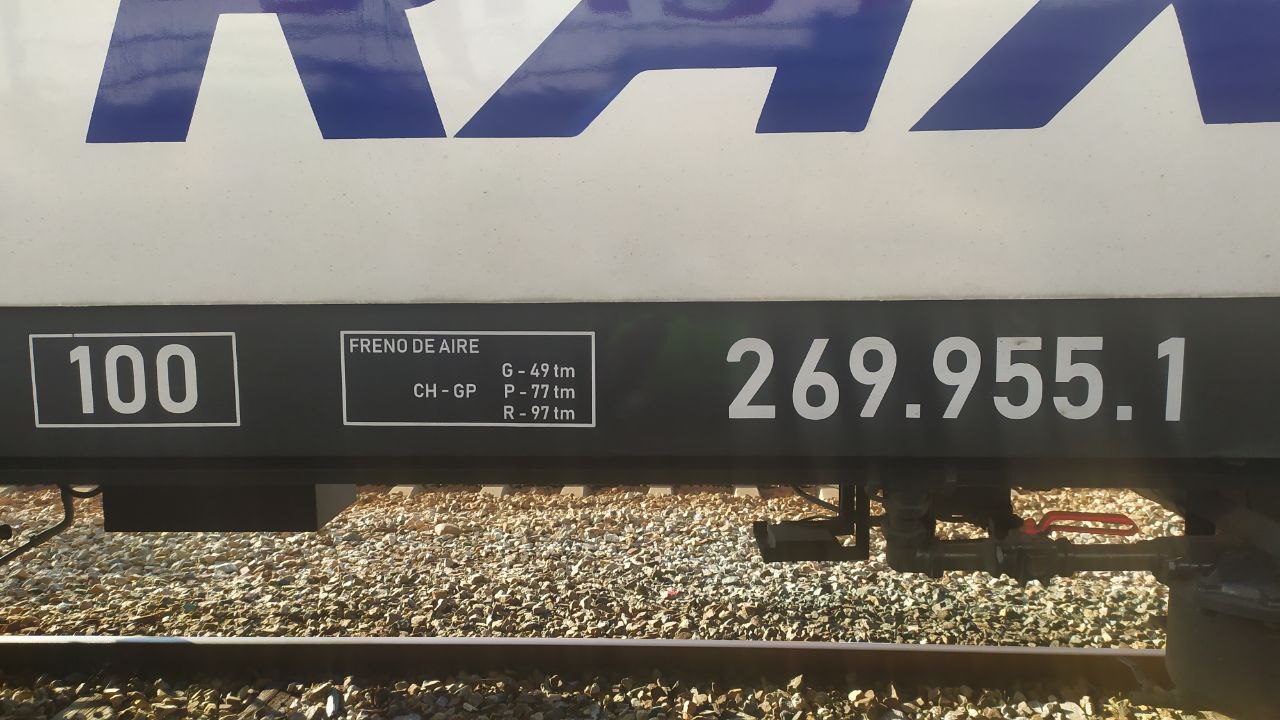 100
FRENO DE AIRE
G - 49 tm
CH - GP P - 77 tm
R - 97 tm
269.955.1